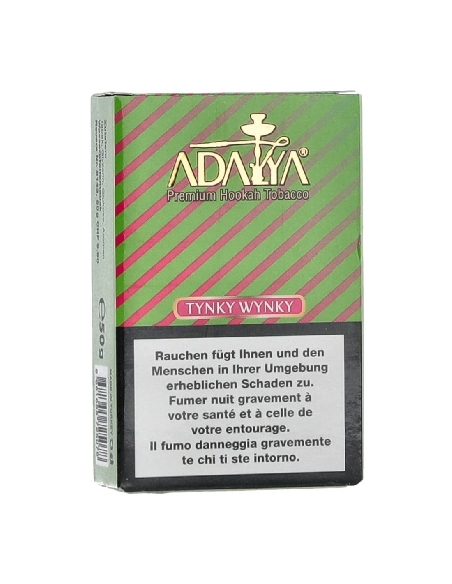 ADALYA®
Premium Hookah Tobacco
TYNKY WYNKY
Rauchen fügt Ihnen und den
Menschen in Ihrer Umgebung
erheblichen Schaden zu.
Fumer nuit gravement à
votre santé et à celle de
votre entourage.
Il fumo danneggia gravemente
te chi ti ste intorno.
℮50g